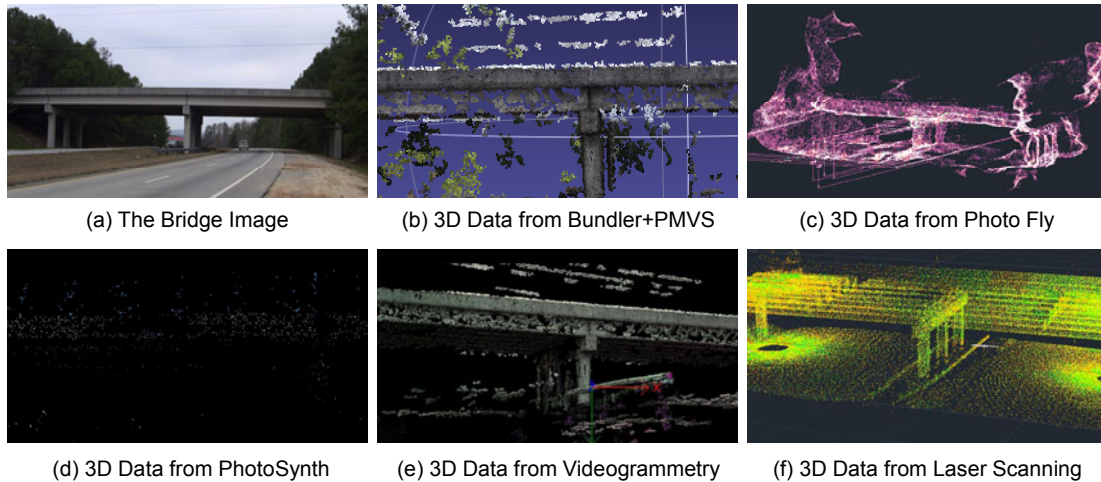 (a) The Bridge Image
(b) 3D Data from Bundler+PMVS
(c) 3D Data from Photo Fly
(d) 3D Data from PhotoSynth
(e) 3D Data from Videogrammetry
(f) 3D Data from Laser Scanning